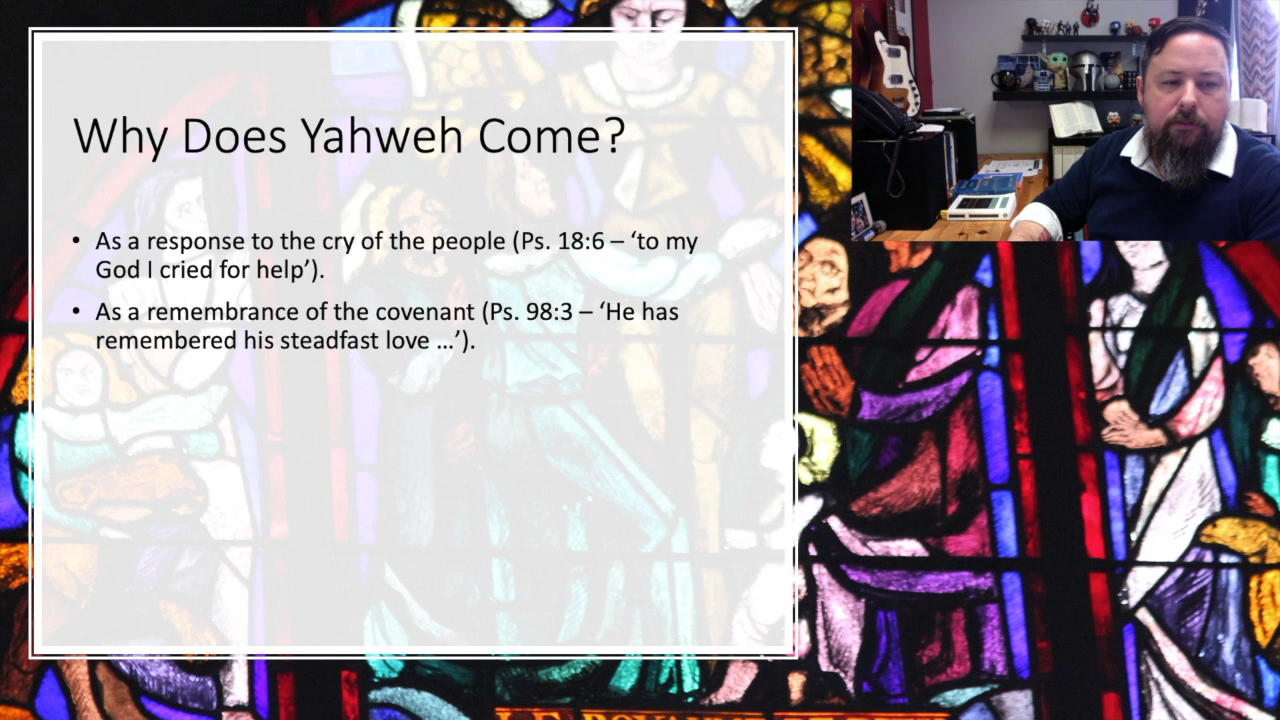 Why Does Yahweh Come?
• As a response to the cry of the people (Ps. 18:6 – ‘to my
God I cried for help’).
• As a remembrance of the covenant (Ps. 98:3 – ‘He has
remembered his steadfast love …’).